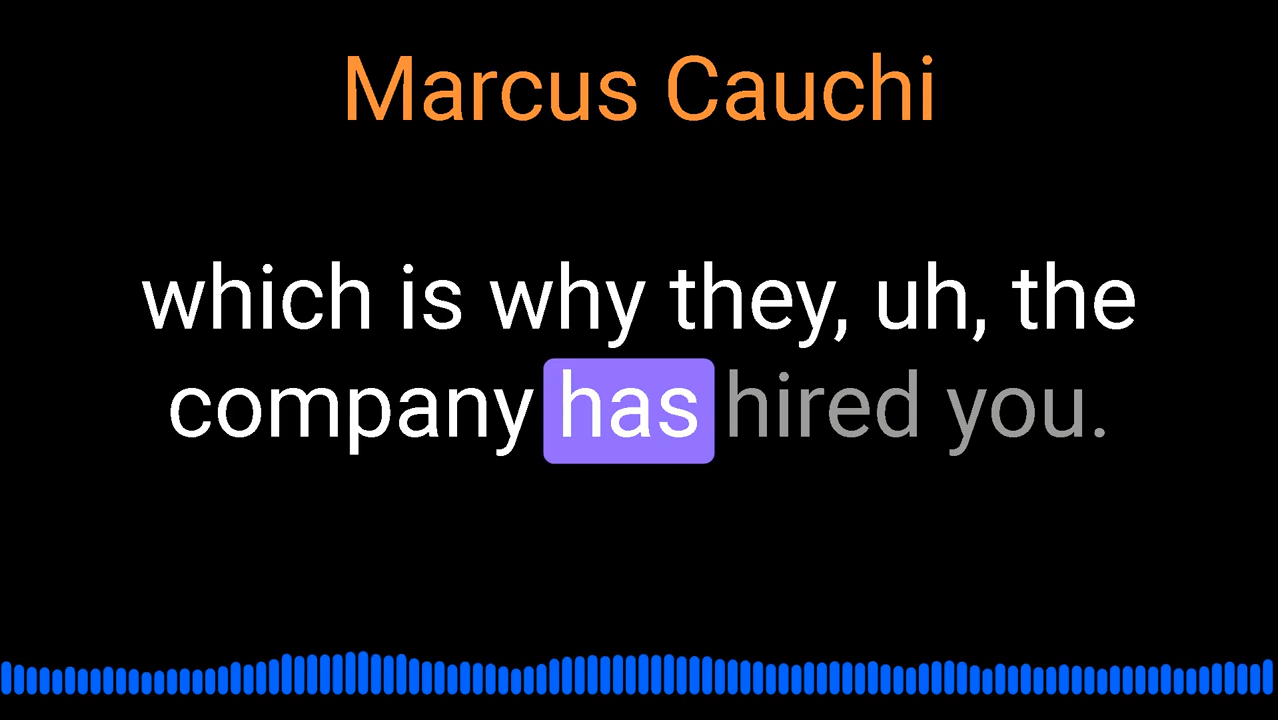 Marcus Cauchi
which is why they, uh, the
company has hired you.